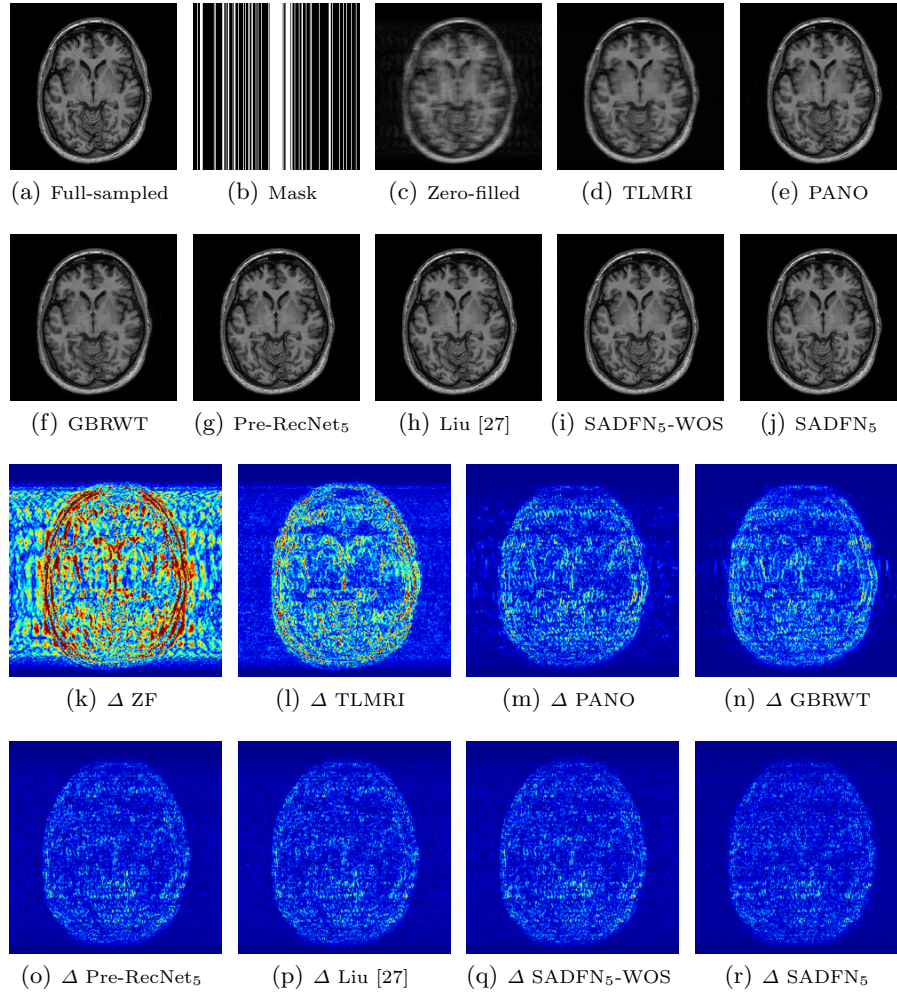 (a) Full-sampled (b) Mask (c) Zero-filled (d) TLMRI (e) PANO
(f) GBRWT (g) Pre-RecNet₅ (h) Liu [27] (i) SADFN₅-WOS (j) SADFN₅
(k) Δ ZF (l) Δ TLMRI (m) Δ PANO (n) Δ GBRWT
(o) Δ Pre-RecNet₅ (p) Δ Liu [27] (q) Δ SADFN₅-WOS (r) Δ SADFN₅